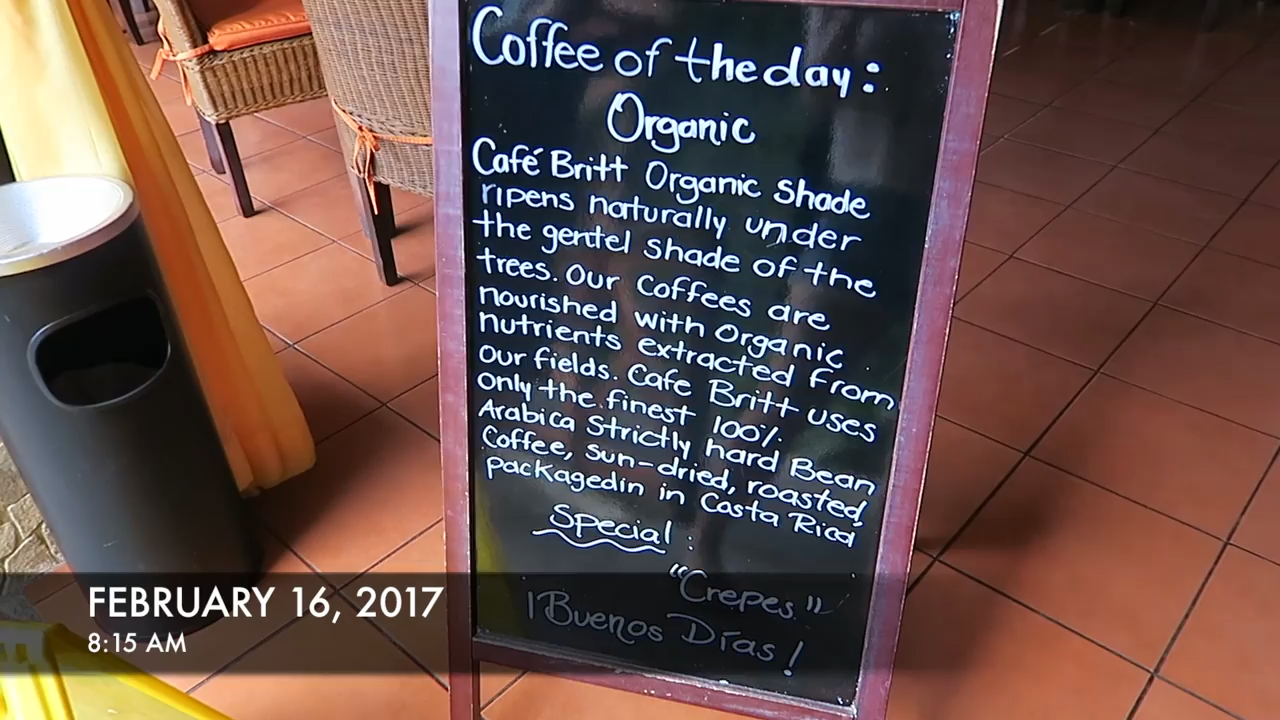 Coffee of the day:
Organic
Café Britt Organic Shade
ripens naturally under
the gentel shade of the
trees. Our Coffees are
nourished with Organic
nutrients extracted From
our fields. Cafe Britt uses
only the finest 100%
Arabica Strictly hard Bean
Coffee, sun-dried, roasted,
packagedin in Costa Rica
Special:
"Crepes"
¡Buenos Días!
FEBRUARY 16, 2017
8:15 AM